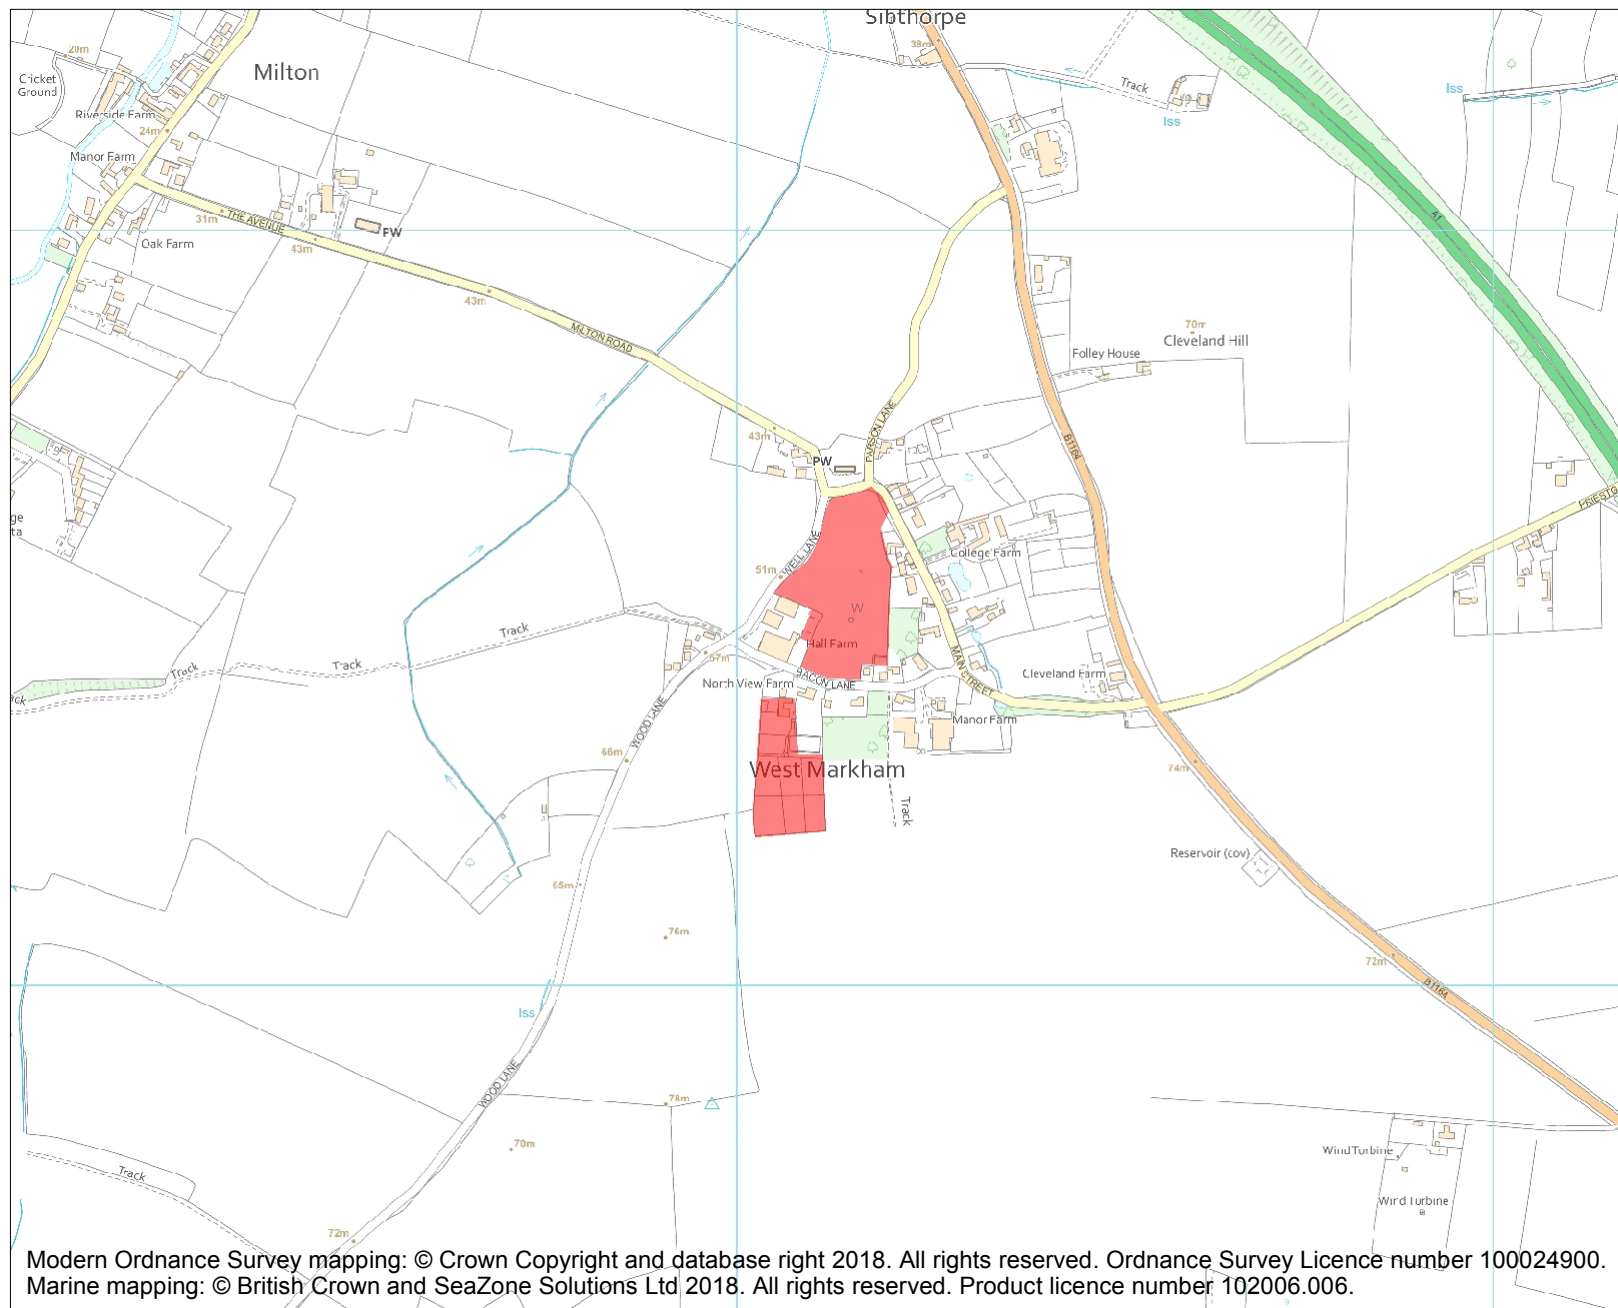 Sibthorpe
38m
20m
Cricket
Ground
Milton
Riverside Farm
24m
Manor Farm
31m
THE AVENUE
43m
PW
Oak Farm
43m
MILTON ROAD
Track
Iss
Iss
A1
70m
Cleveland Hill
Folley House
B1164
PARSON LANE
43m
PW
College Farm
WELL LANE
51m
W
Hall Farm
57m
BACON LANE
North View Farm
MAIN STREET
Cleveland Farm
Manor Farm
West Markham
Track
Track
Track
Track
WOOD LANE
66m
65m
76m
74m
Reservoir (cov)
72m
B1164
Iss
WOOD LANE
78m
70m
Track
72m
Wind Turbine
Wind Turbine
Modern Ordnance Survey mapping: © Crown Copyright and database right 2018. All rights reserved. Ordnance Survey Licence number 100024900.
Marine mapping: © British Crown and SeaZone Solutions Ltd 2018. All rights reserved. Product licence number 102006.006.